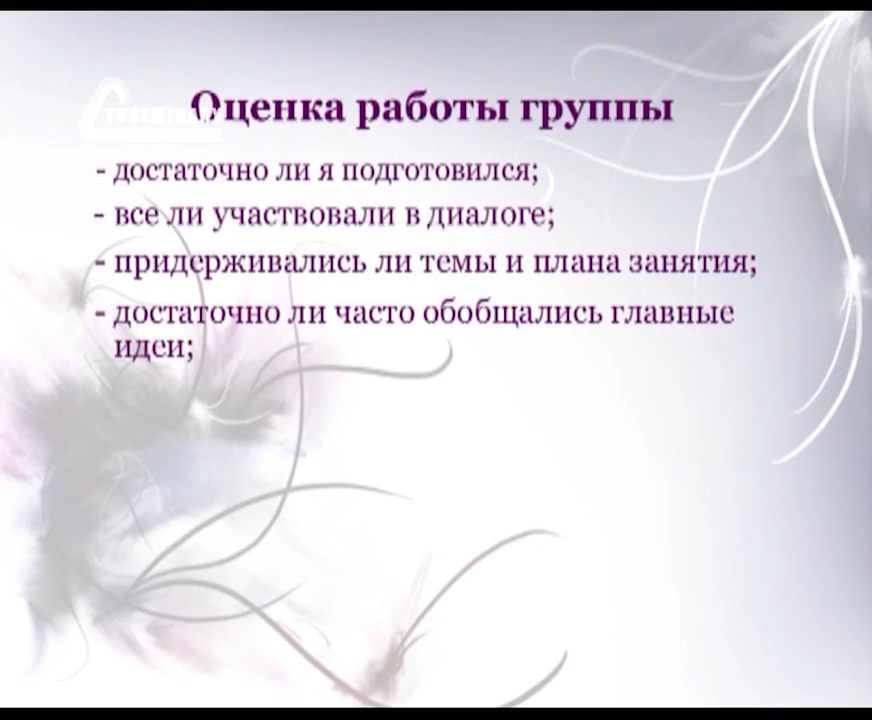 Оценка работы группы
- достаточно ли я подготовился;
- все ли участвовали в диалоге;
- придерживались ли темы и плана занятия;
- достаточно ли часто обобщались главные
идеи;